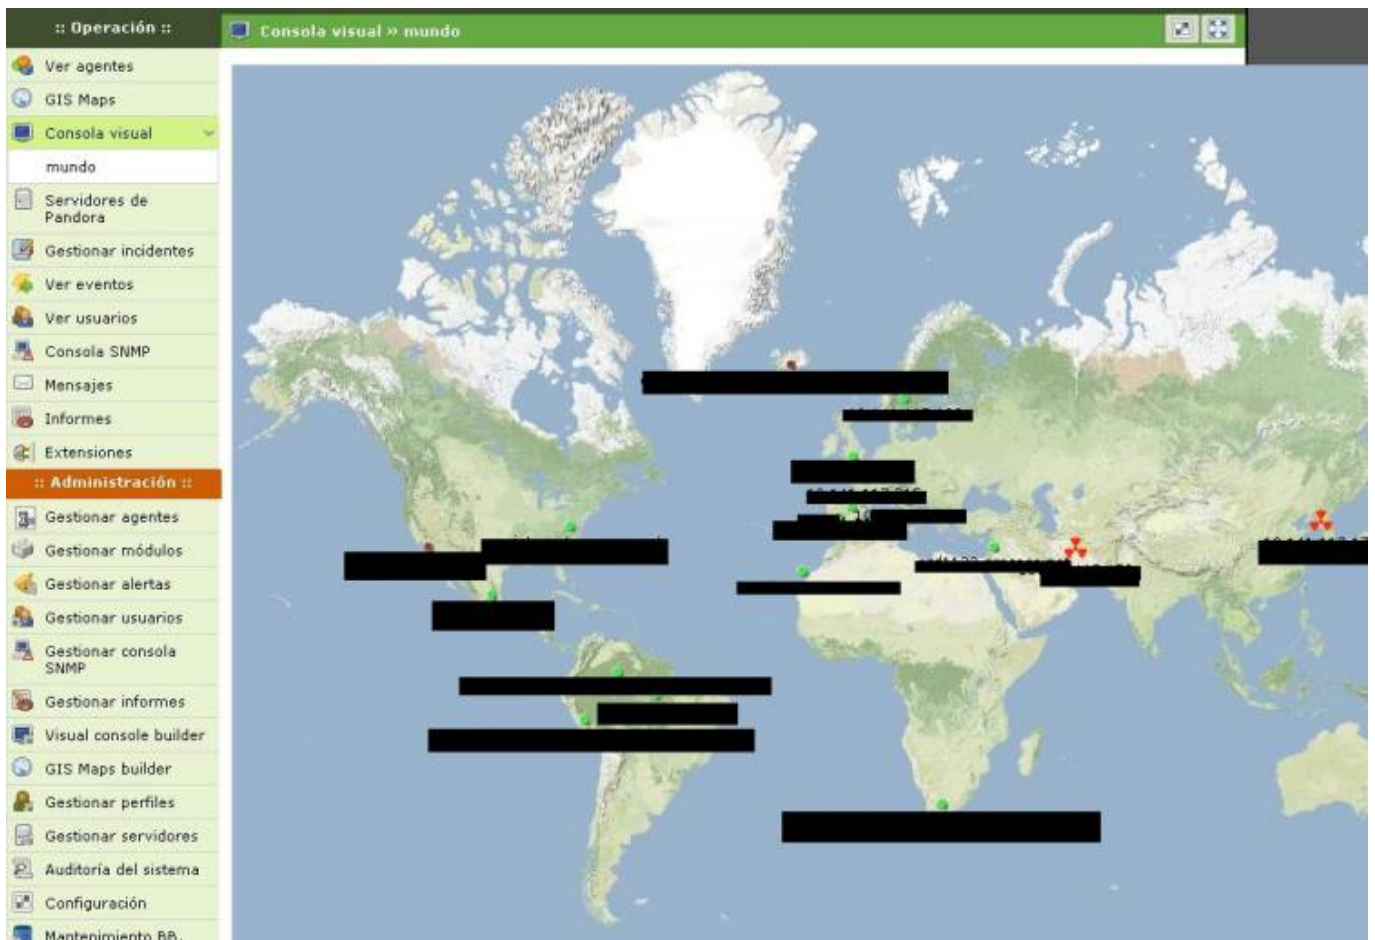 :: Operación ::
Consola visual » mundo
Ver agentes
GIS Maps
Consola visual
mundo
Servidores de
Pandora
Gestionar incidentes
Ver eventos
Ver usuarios
Consola SNMP
Mensajes
Informes
Extensiones
:: Administración ::
Gestionar agentes
Gestionar módulos
Gestionar alertas
Gestionar usuarios
Gestionar consola
SNMP
Gestionar informes
Visual console builder
GIS Maps builder
Gestionar perfiles
Gestionar servidores
Auditoría del sistema
Configuración
Mantenimiento BB.